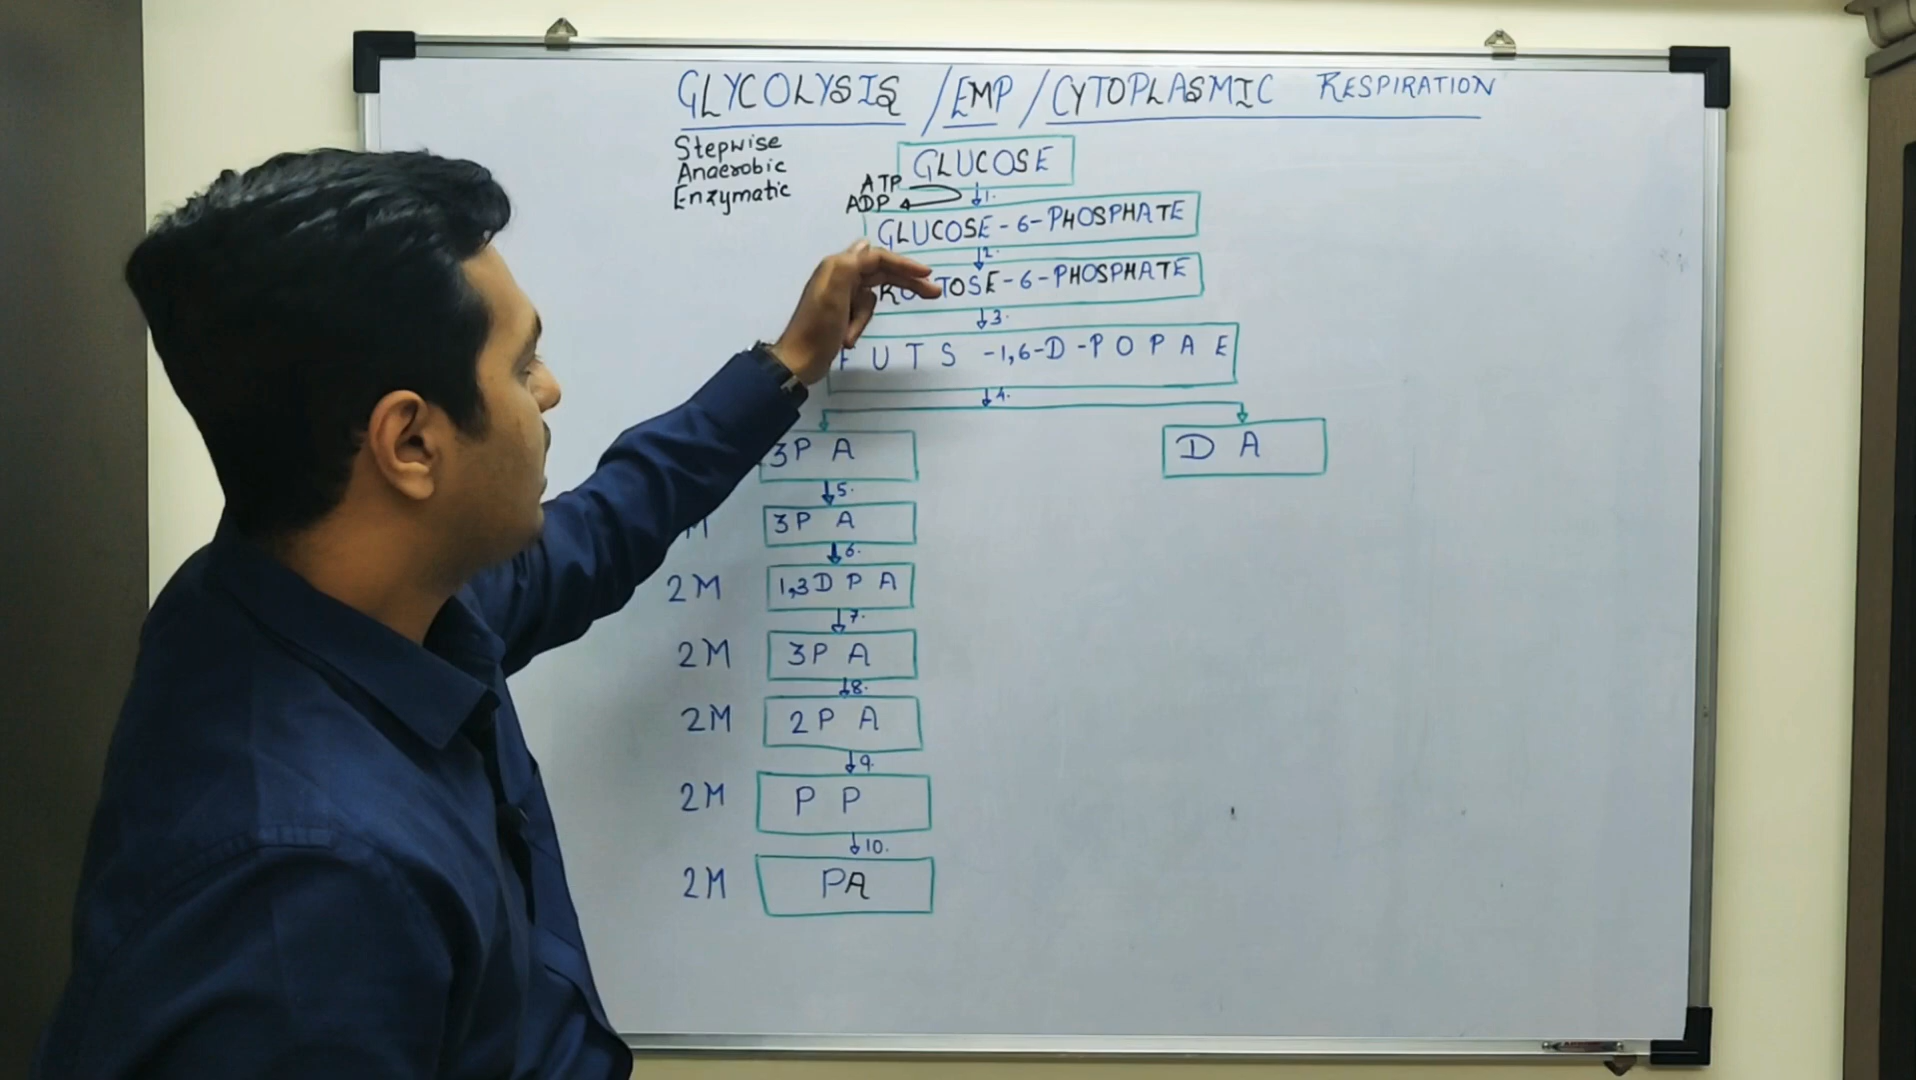 GLYCOLYSIS / EMP / CYTOPLASMIC RESPIRATION
Stepwise
Anaerobic
Enzymatic
GLUCOSE
ATP
ADP
1.
GLUCOSE - 6 - PHOSPHATE
2.
TOSE - 6 - PHOSPHATE
3.
F U T S - 1,6 - D - P O P A E
4.
3P A
D A
5.
M 3P A
6.
2M 1,3 D P A
7.
2M 3P A
8.
2M 2 P A
9.
2M P P
10.
2M PA